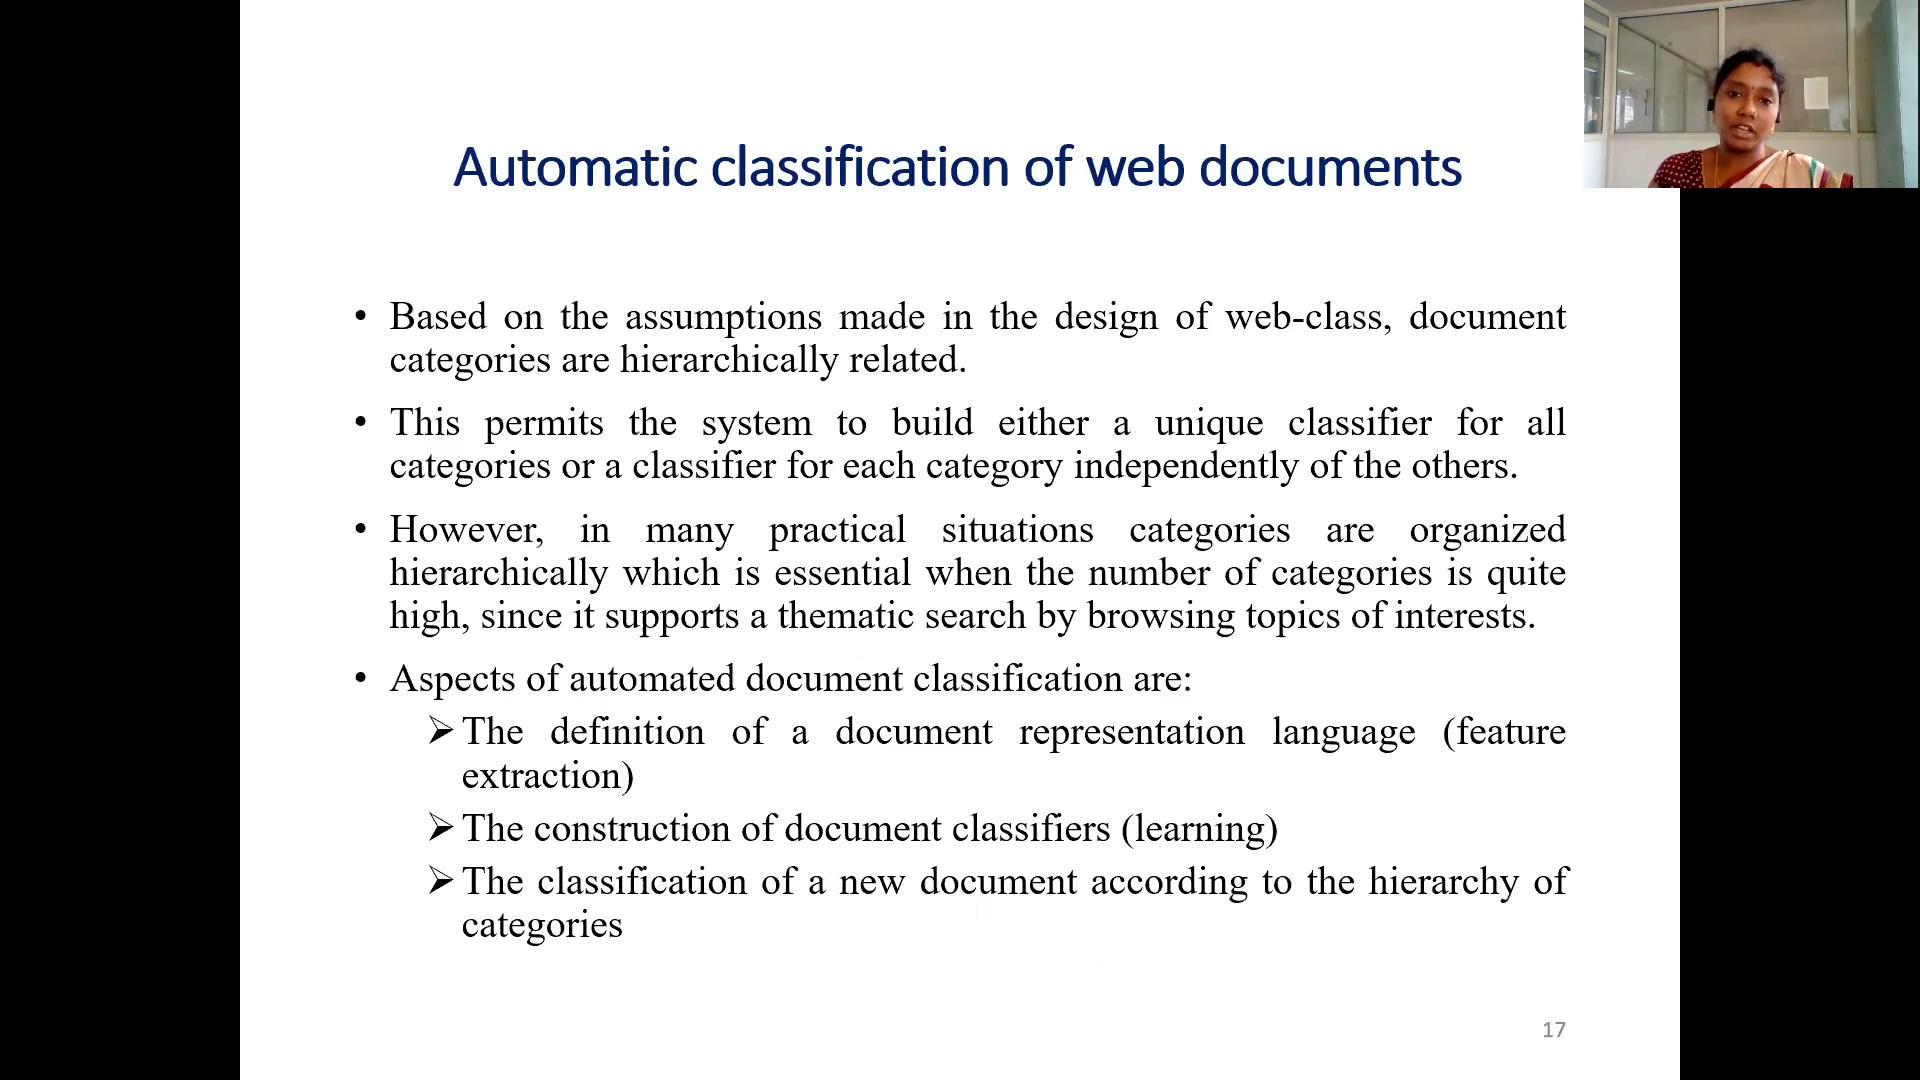 Automatic classification of web documents
• Based on the assumptions made in the design of web-class, document
categories are hierarchically related.
• This permits the system to build either a unique classifier for all
categories or a classifier for each category independently of the others.
• However, in many practical situations categories are organized
hierarchically which is essential when the number of categories is quite
high, since it supports a thematic search by browsing topics of interests.
• Aspects of automated document classification are:
➢ The definition of a document representation language (feature
extraction)
➢ The construction of document classifiers (learning)
➢ The classification of a new document according to the hierarchy of
categories
17